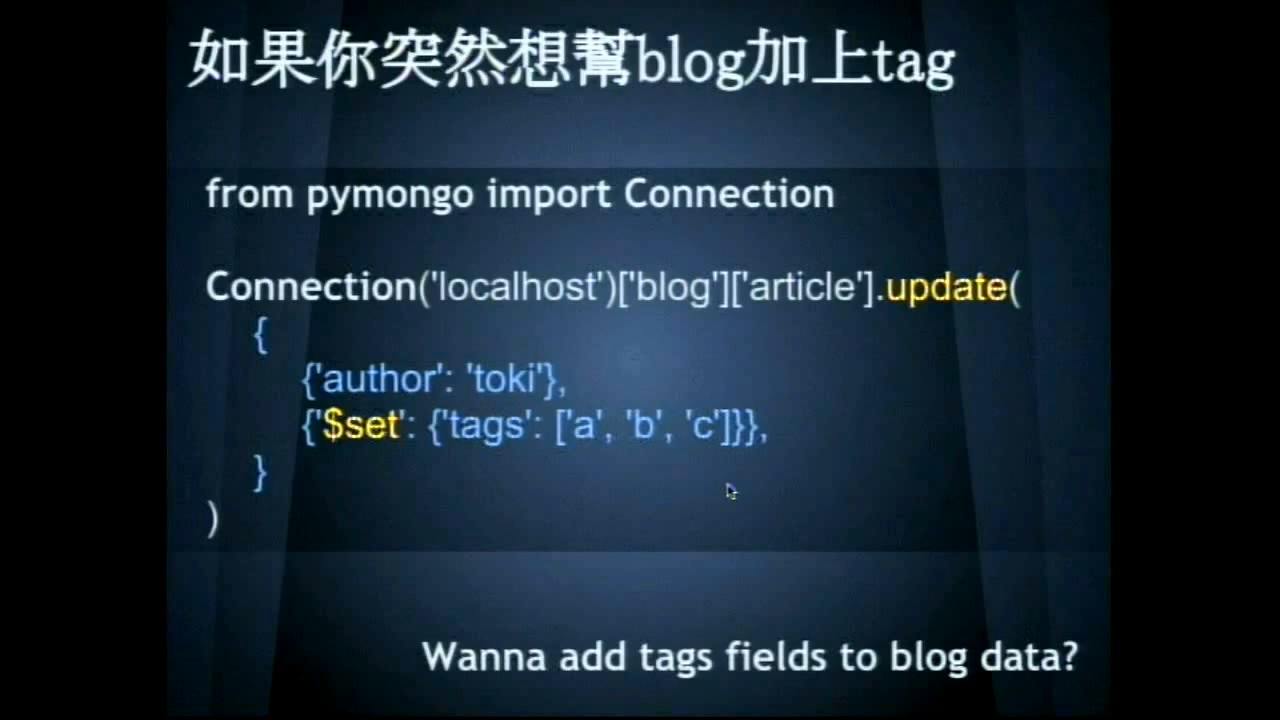 如果你突然想幫blog加上tag
from pymongo import Connection
Connection('localhost')['blog']['article'].update(
{
{'author': 'toki'},
{'$set': {'tags': ['a', 'b', 'c']}},
}
)
Wanna add tags fields to blog data?